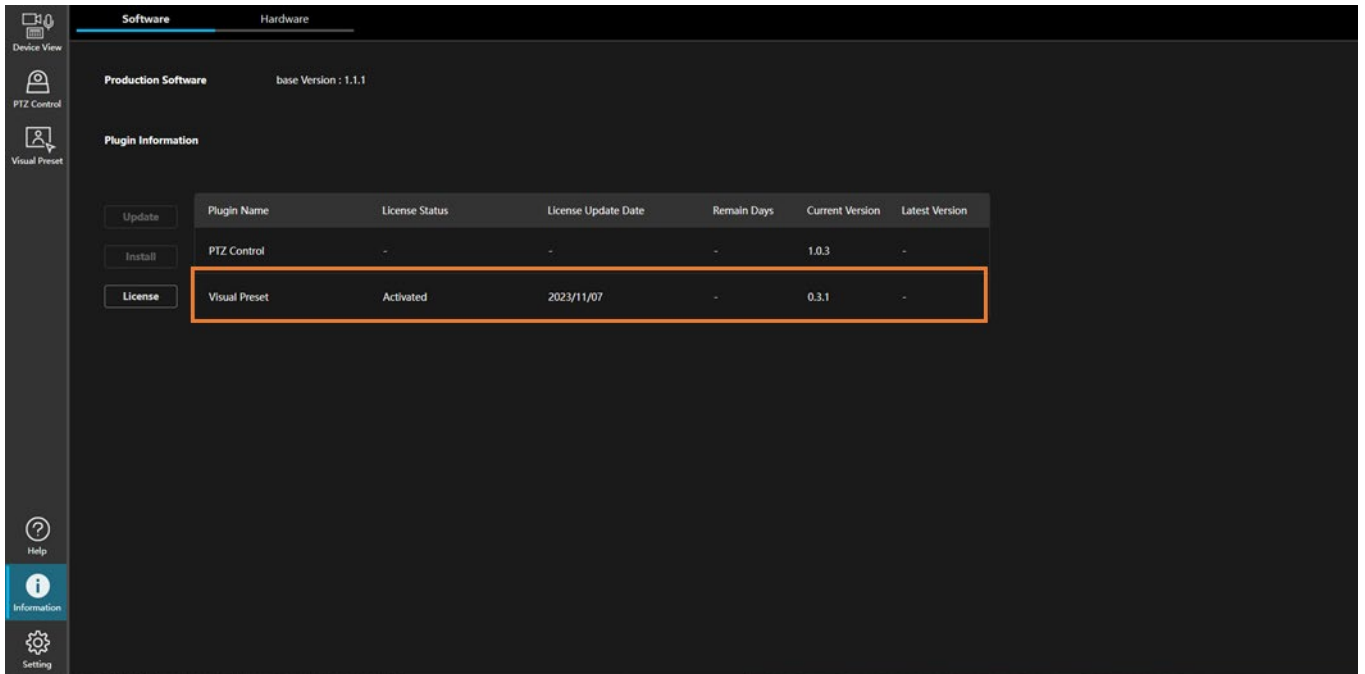 Software Hardware
Device View
PTZ Control
Visual Preset
Production Software base Version : 1.1.1
Plugin Information
Update
Install
License
Plugin Name License Status License Update Date Remain Days Current Version Latest Version
PTZ Control - - - 1.0.3 -
Visual Preset Activated 2023/11/07 - 0.3.1 -
Help
Information
Setting